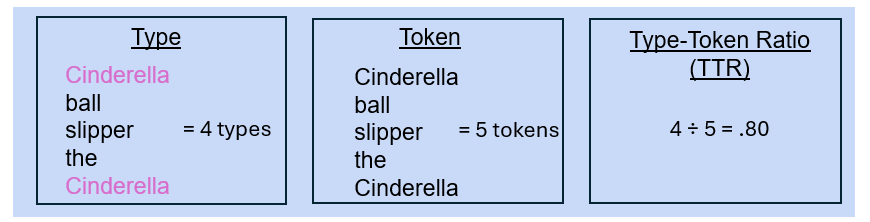 Type
Cinderella
ball
slipper = 4 types
the
Cinderella
Token
Cinderella
ball
slipper = 5 tokens
the
Cinderella
Type-Token Ratio
(TTR)
4 ÷ 5 = .80